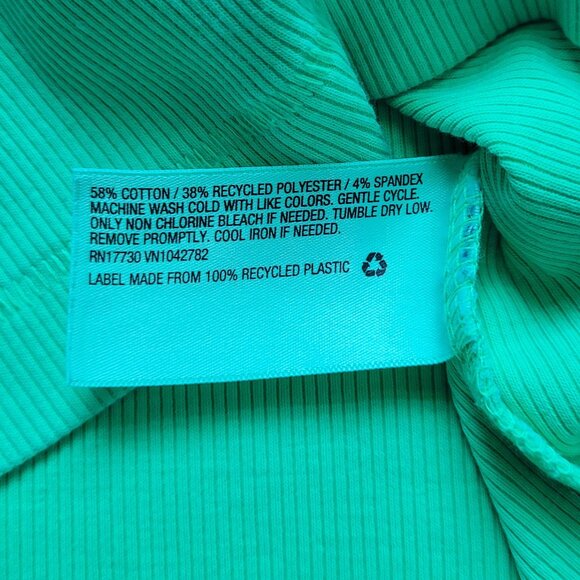 58% COTTON / 38% RECYCLED POLYESTER / 4% SPANDEX
MACHINE WASH COLD WITH LIKE COLORS. GENTLE CYCLE.
ONLY NON CHLORINE BLEACH IF NEEDED. TUMBLE DRY LOW.
REMOVE PROMPTLY. COOL IRON IF NEEDED.
RN17730 VN1042782
LABEL MADE FROM 100% RECYCLED PLASTIC